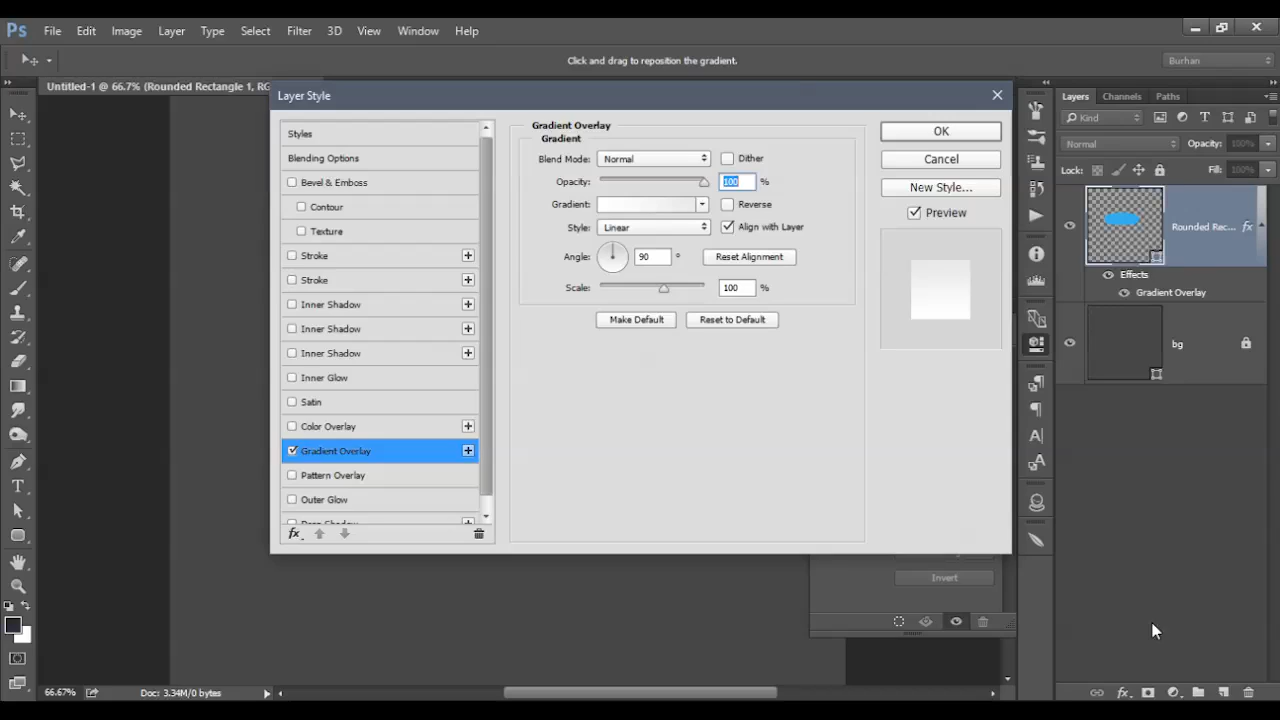 Ps File Edit Image Layer Type Select Filter 3D View Window Help
Click and drag to reposition the gradient.
Burhan
Untitled-1 @ 66.7% (Rounded Rectangle 1, RG
Layer Style
Styles
Blending Options
Bevel & Emboss
Contour
Texture
Stroke
Stroke
Inner Shadow
Inner Shadow
Inner Shadow
Inner Glow
Satin
Color Overlay
Gradient Overlay
Pattern Overlay
Outer Glow
Drop Shadow
fx
Gradient Overlay
Gradient
Blend Mode: Normal Dither
Opacity: 100 %
Gradient: Reverse
Style: Linear Align with Layer
Angle: 90 ° Reset Alignment
Scale: 100 %
Make Default Reset to Default
OK
Cancel
New Style...
Preview
Invert
Layers Channels Paths
Kind
Normal Opacity: 100%
Lock: Fill: 100%
Rounded Rec... fx
Effects
Gradient Overlay
bg
66.67% Doc: 3.34M/0 bytes
fx